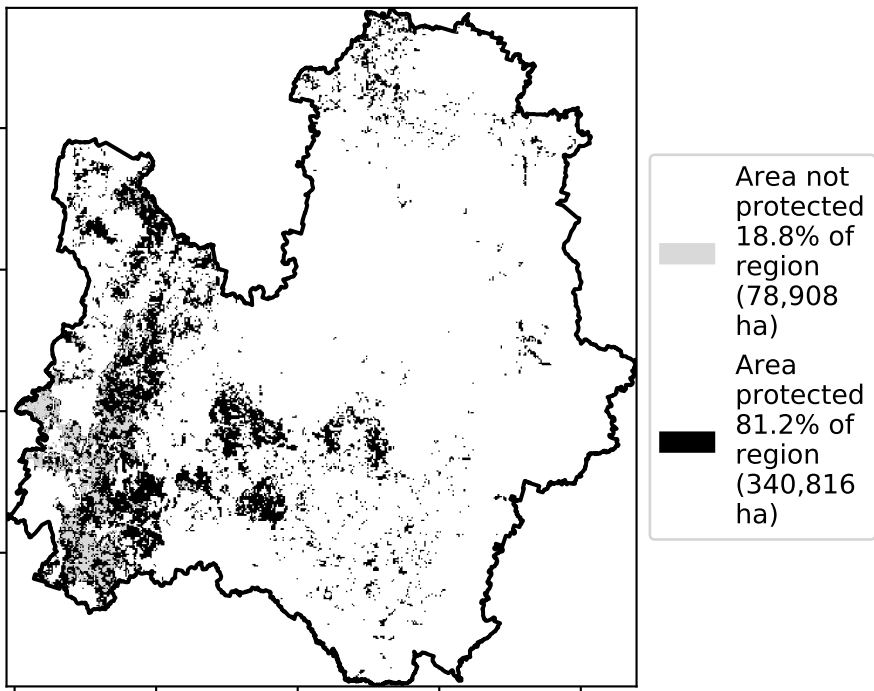 Area not
protected
18.8% of
region
(78,908
ha)
Area
protected
81.2% of
region
(340,816
ha)